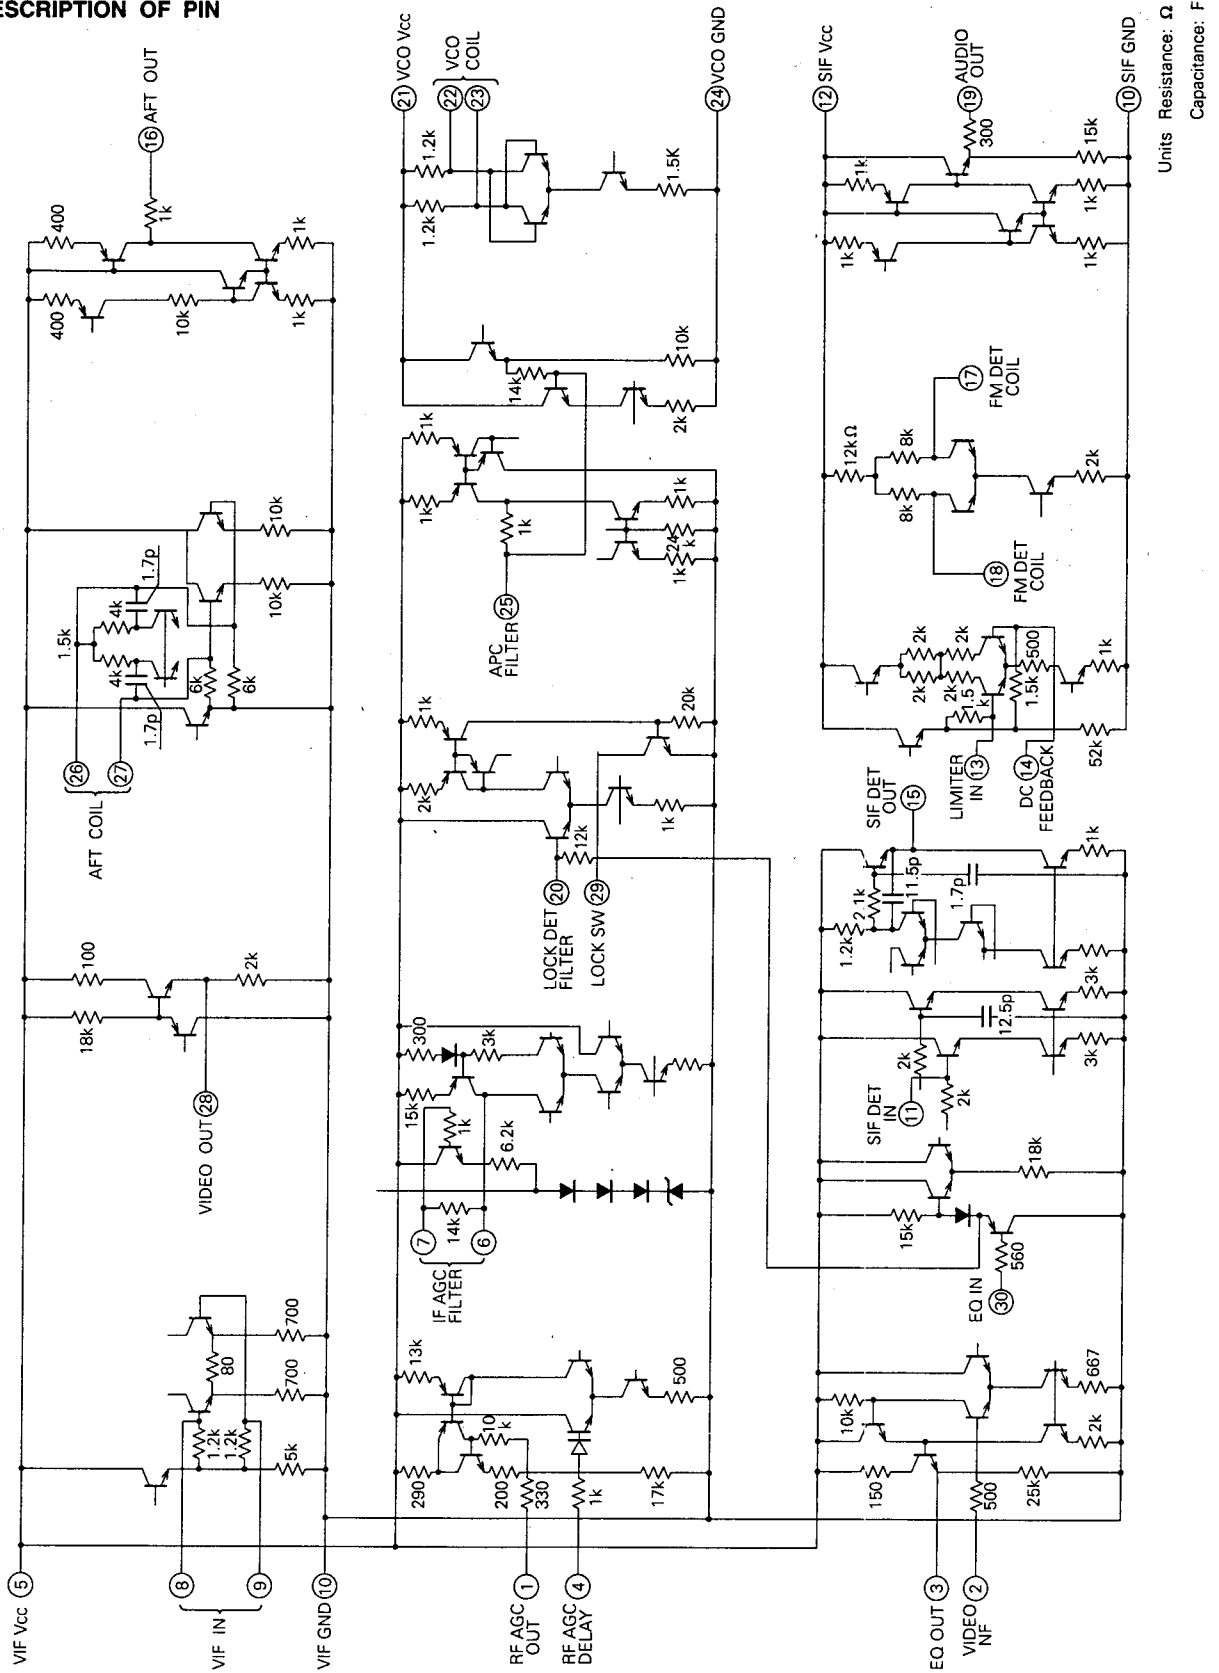 ESCRIPTION OF PIN
Units Resistance: Ω
Capacitance: F
VIF Vcc 5
8
VIF IN
9
VIF GND 10
1.2k
1.2k
5k
80
700
700
VIDEO OUT 28
18k
100
2k
AFT COIL
26
27
1.7p
4k
1.5k
4k
1.7p
6k
6k
10k
10k
400
10k
1k
400
1k
1k
16 AFT OUT
RF AGC
OUT
1
RF AGC
DELAY
4
290
200
330
10
k
13k
1k
17k
500
IF AGC
FILTER
7
6
14k
15k
1k
6.2k
300
3k
LOCK DET
FILTER
20
LOCK SW 29
12k
2k
1k
1k
20k
APC
FILTER
25
1k
1k
1k
1k
24
k
1k
14k
2k
10k
1.2k
1.2k
1.5K
21 VCO Vcc
22
VCO
COIL
23
24 VCO GND
EQ OUT 3
VIDEO
NF
2
150
500
25k
10k
2k
667
EQ IN
30
15k
560
18k
SIF DET
IN
11
2k
2k
3k
12.5p
3k
1.2k
2.1k
11.5p
1.7p
1k
SIF DET
OUT
15
LIMITER
IN
13
DC
FEEDBACK
14
52k
1.5
k
2k
2k
2k
2k
1.5k
500
1k
18
FM DET
COIL
8k
12kΩ
8k
2k
17
FM DET
COIL
1k
1k
1k
1k
15k
300
12 SIF Vcc
19 AUDIO
OUT
10 SIF GND